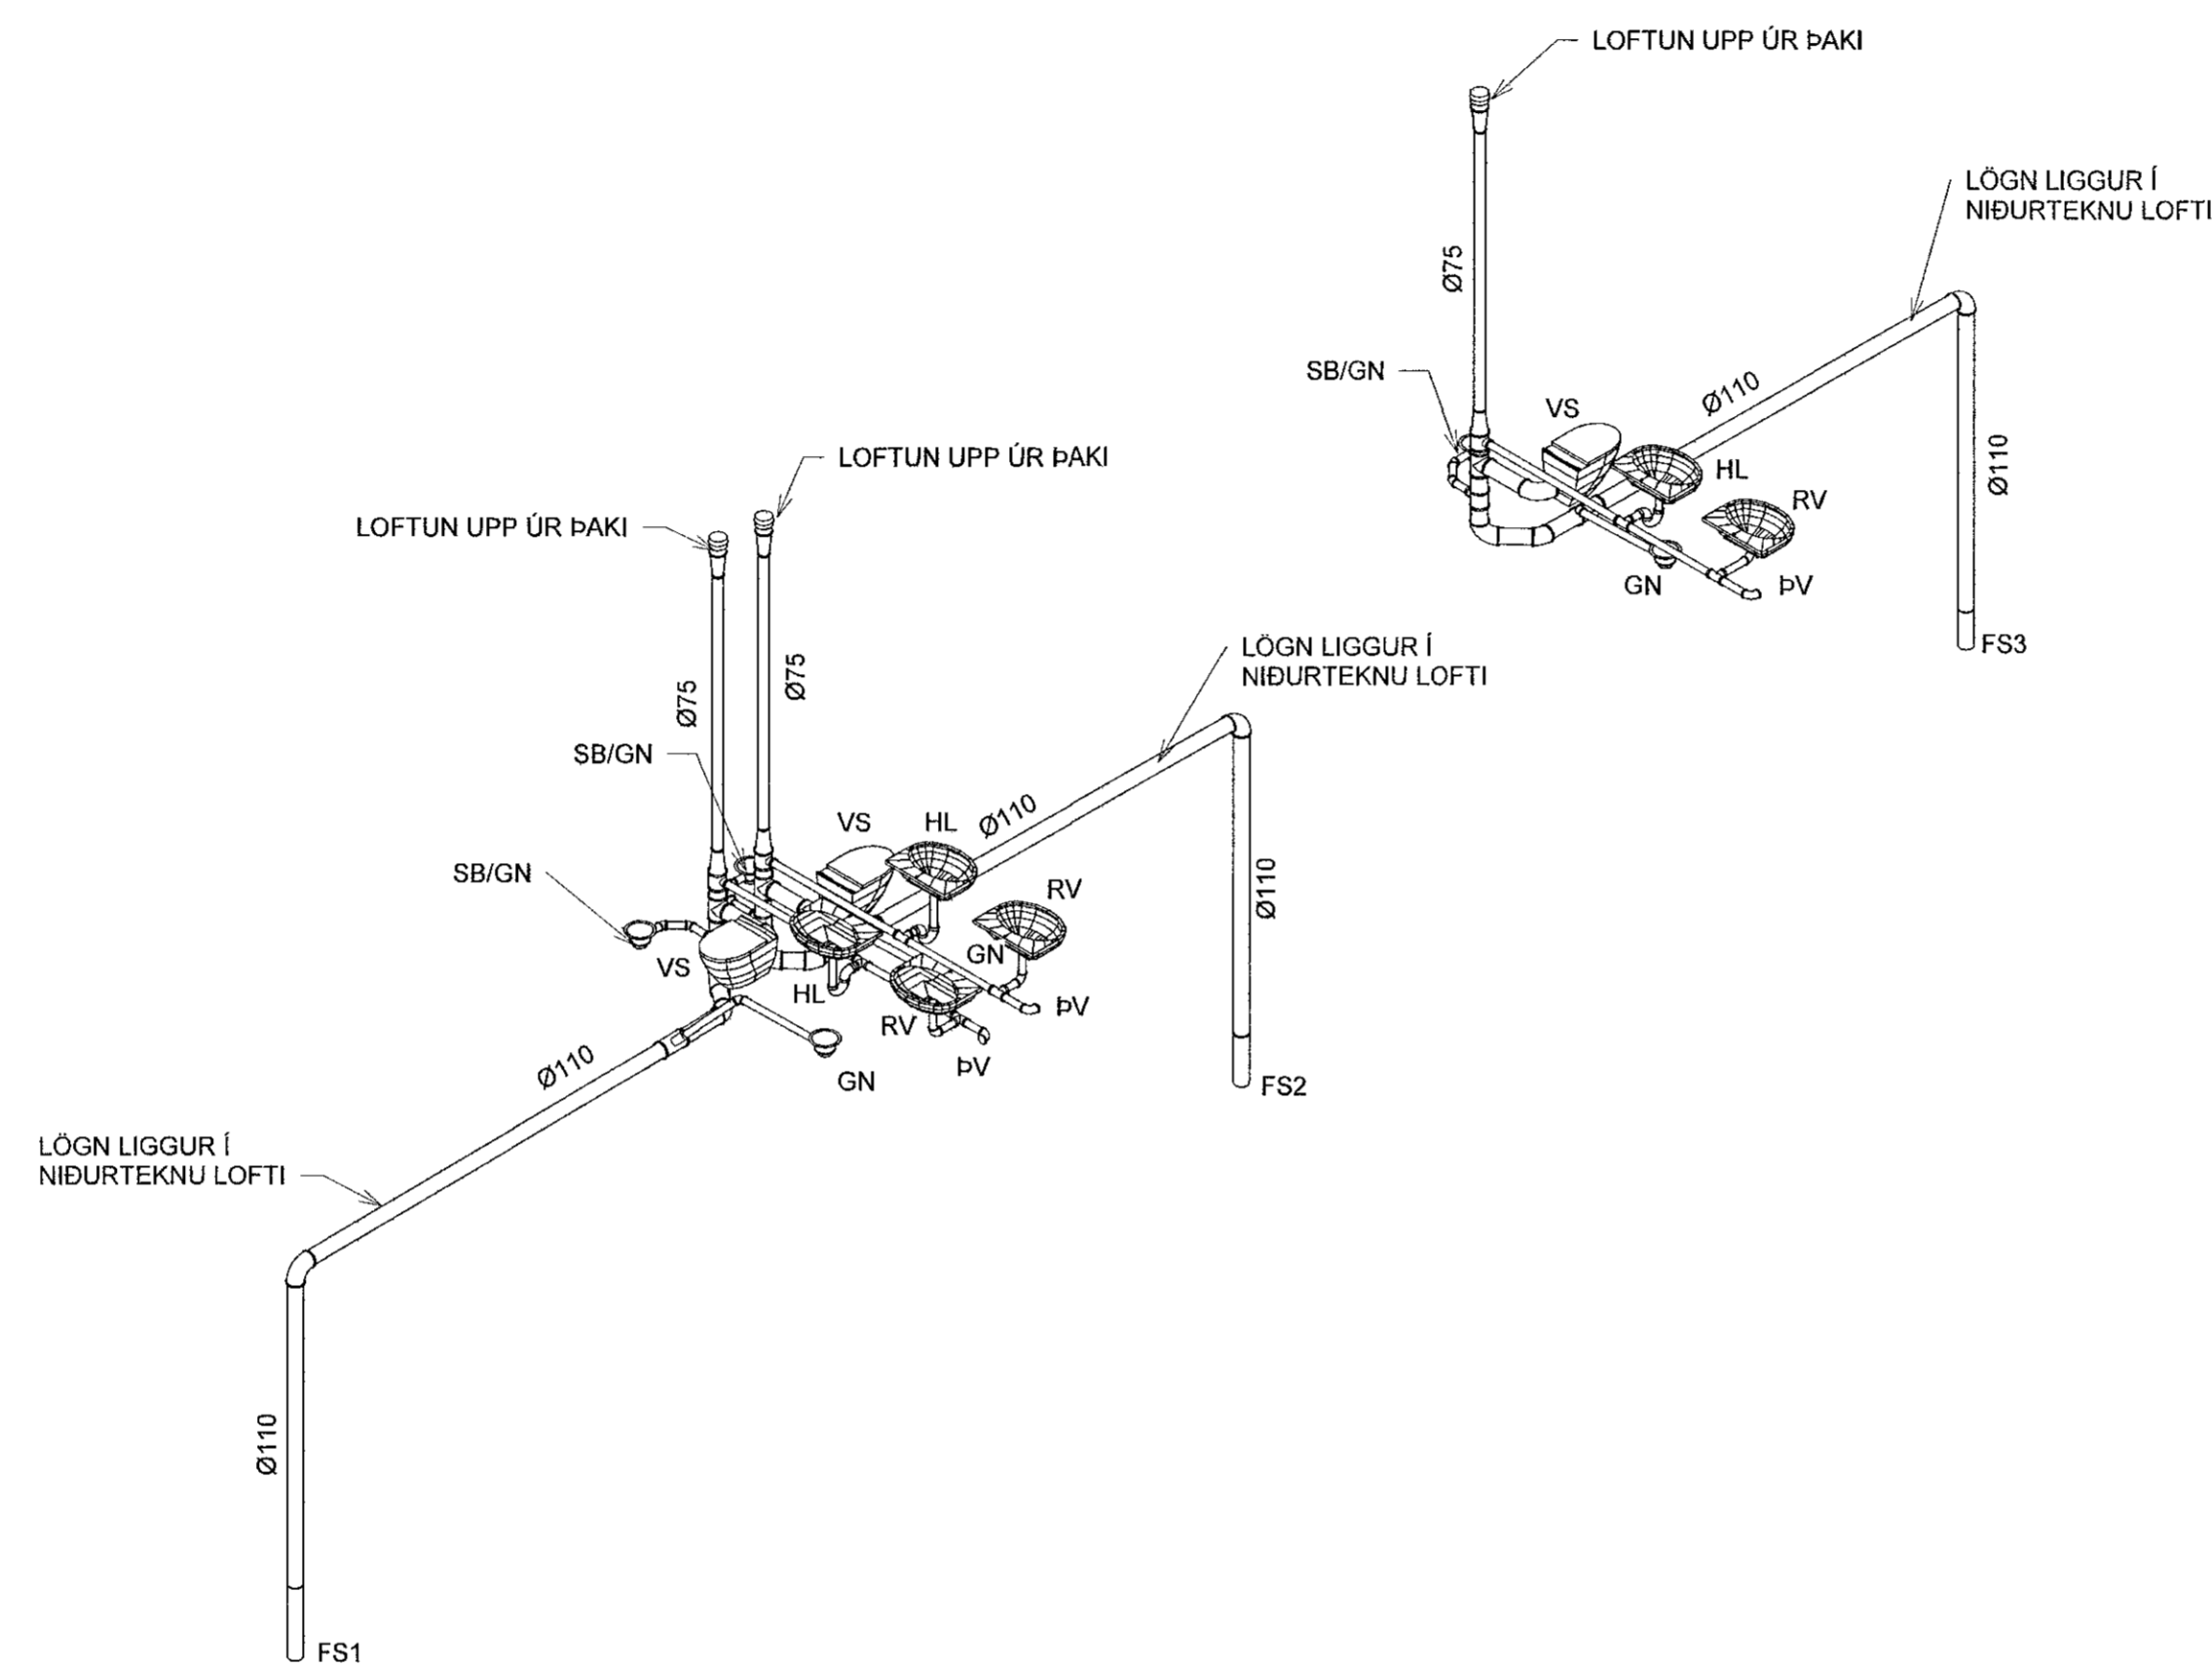 LOFTUN UPP ÚR ÞAKI
LÖGN LIGGUR Í
NIÐURTEKNU LOFTI
Ø75
SB/GN
VS
Ø110
HL
RV
Ø110
GN
ÞV
FS3
LOFTUN UPP ÚR ÞAKI
LOFTUN UPP ÚR ÞAKI
Ø75
Ø75
LÖGN LIGGUR Í
NIÐURTEKNU LOFTI
SB/GN
SB/GN
VS
HL
Ø110
RV
Ø110
GN
VS
HL
RV
ÞV
ÞV
GN
FS2
Ø110
LÖGN LIGGUR Í
NIÐURTEKNU LOFTI
Ø110
FS1